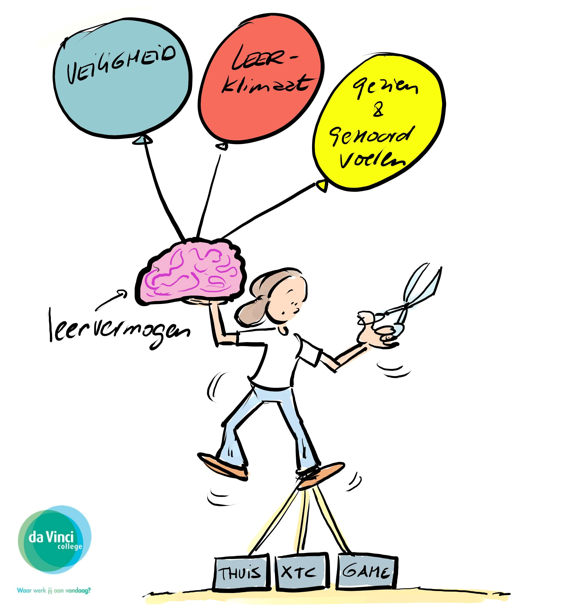 VEILIGHEID
LEER-
klimaat
gezien
&
gehoord
voelen
leervermogen
THUIS
XTC
GAME
da Vinci
college
Waar werk jij aan vandaag?